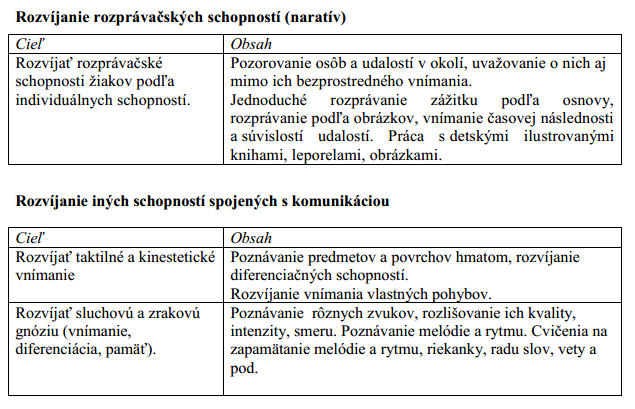 Rozvíjanie rozprávačských schopností (naratív)
Cieľ
Obsah
Rozvíjať rozprávačské
schopnosti žiakov podľa
individuálnych schopností.
Pozorovanie osôb a udalostí v okolí, uvažovanie o nich aj
mimo ich bezprostredného vnímania.
Jednoduché rozprávanie zážitku podľa osnovy,
rozprávanie podľa obrázkov, vnímanie časovej následnosti
a súvislostí udalostí. Práca s detskými ilustrovanými
knihami, leporelami, obrázkami.
Rozvíjanie iných schopností spojených s komunikáciou
Cieľ
Obsah
Rozvíjať taktilné a kinestetické
vnímanie
Poznávanie predmetov a povrchov hmatom, rozvíjanie
diferenciačných schopností.
Rozvíjanie vnímania vlastných pohybov.
Rozvíjať sluchovú a zrakovú
gnóziu (vnímanie,
diferenciácia, pamäť).
Poznávanie rôznych zvukov, rozlišovanie ich kvality,
intenzity, smeru. Poznávanie melódie a rytmu. Cvičenia na
zapamätanie melódie a rytmu, riekanky, radu slov, vety a
pod.